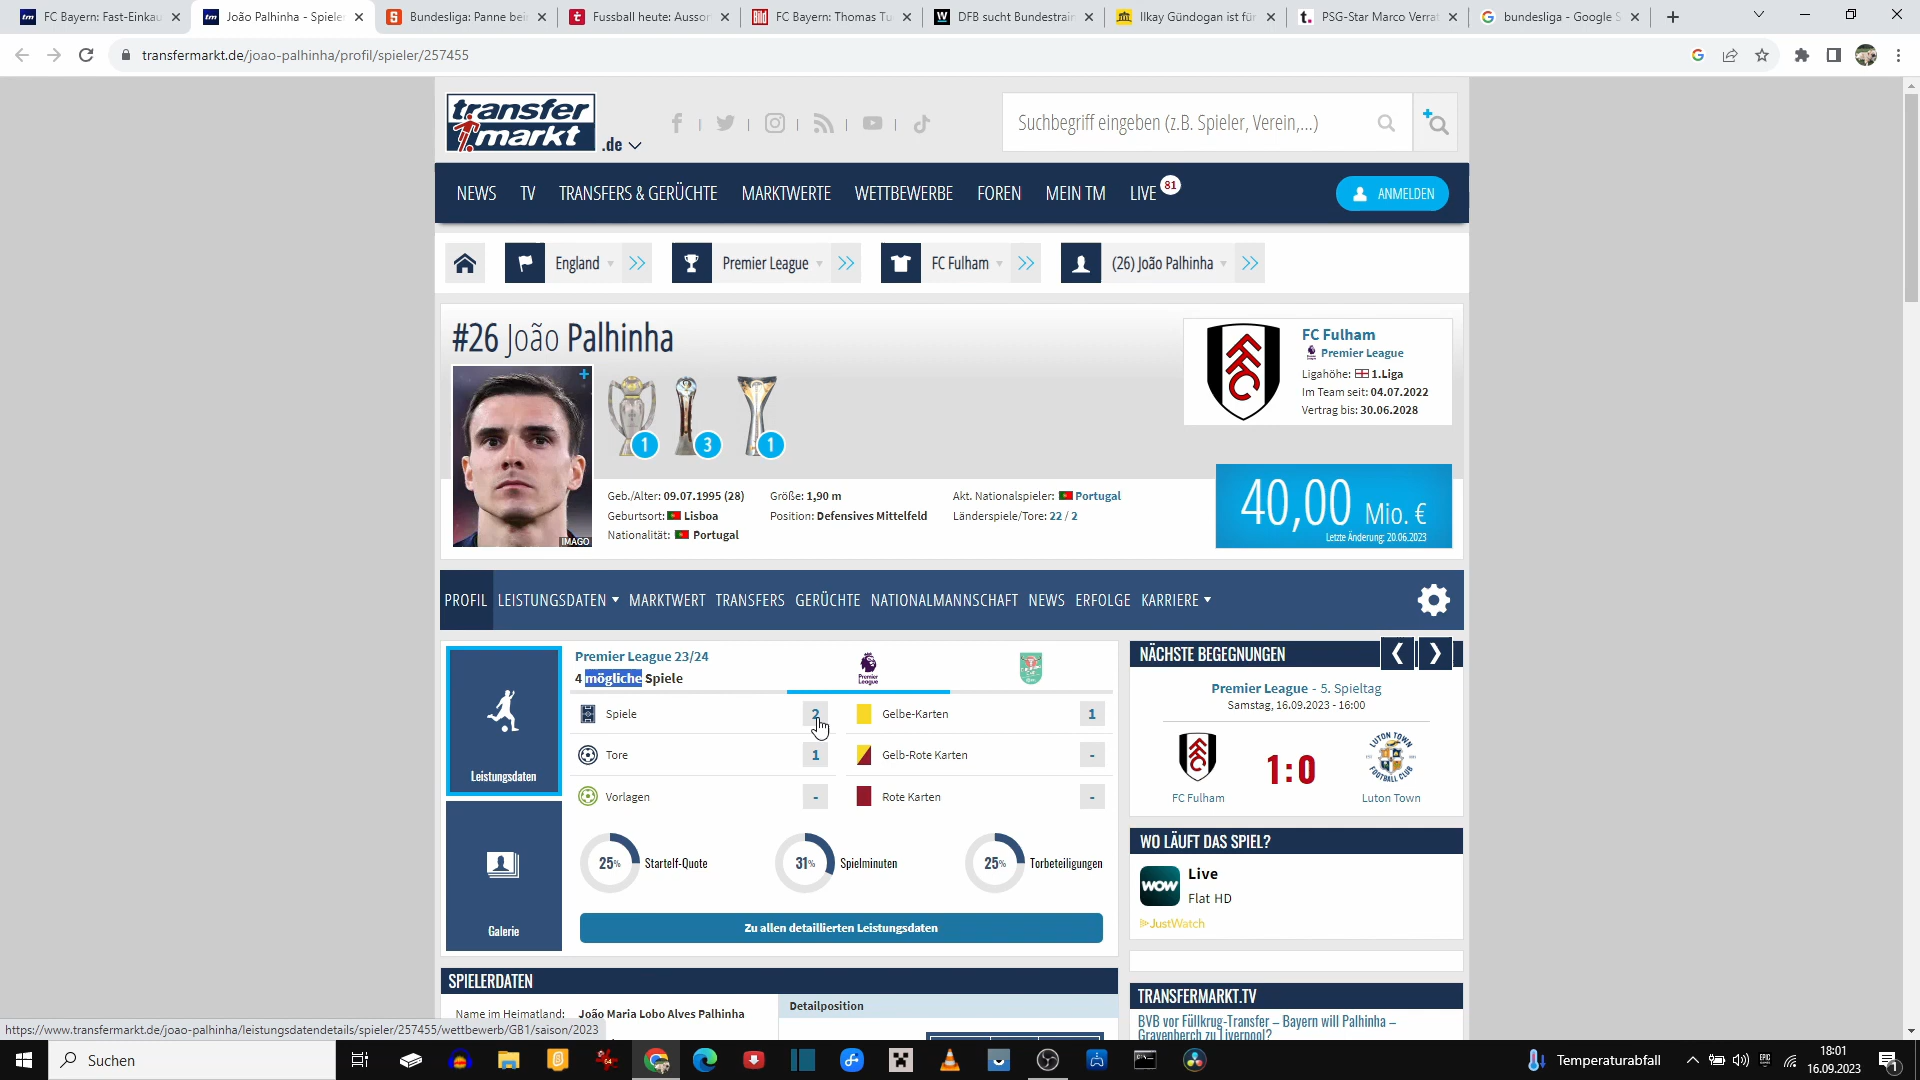 FC Bayern: Fast-Einkau
João Palhinha - Spieler
Bundesliga: Panne bei
Fussball heute: Ausson
FC Bayern: Thomas Tu
DFB sucht Bundestrain
Ilkay Gündogan ist für
PSG-Star Marco Verrat
bundesliga - Google S
transfermarkt.de/joao-palhinha/profil/spieler/257455
transfer
markt
.de
Suchbegriff eingeben (z.B. Spieler, Verein,...)
NEWS TV TRANSFERS & GERÜCHTE MARKTWERTE WETTBEWERBE FOREN MEIN TM LIVE 81 ANMELDEN
England Premier League FC Fulham (26) João Palhinha
#26 João Palhinha
1 3 1
IMAGO
Geb./Alter: 09.07.1995 (28)
Geburtsort: Lisboa
Nationalität: Portugal
Größe: 1,90 m
Position: Defensives Mittelfeld
Akt. Nationalspieler: Portugal
Länderspiele/Tore: 22 / 2
FC Fulham
Premier League
Ligahöhe: 1.Liga
Im Team seit: 04.07.2022
Vertrag bis: 30.06.2028
40,00 Mio. €
Letzte Änderung: 20.06.2023
PROFIL LEISTUNGSDATEN MARKTWERT TRANSFERS GERÜCHTE NATIONALMANNSCHAFT NEWS ERFOLGE KARRIERE
Leistungsdaten
Galerie
Premier League 23/24
4 mögliche Spiele
Premier
League
Spiele 2 Gelbe-Karten 1
Tore 1 Gelb-Rote Karten -
Vorlagen - Rote Karten -
25% Startelf-Quote 31% Spielminuten 25% Torbeteiligungen
Zu allen detaillierten Leistungsdaten
SPIELERDATEN
Name im Heimatland: João Maria Lobo Alves Palhinha
Detailposition
NÄCHSTE BEGEGNUNGEN
Premier League - 5. Spieltag
Samstag, 16.09.2023 - 16:00
1:0
LUTON TOWN
FC Fulham Luton Town
WO LÄUFT DAS SPIEL?
WOW
Live
Flat HD
JustWatch
TRANSFERMARKT.TV
BVB vor Füllkrug-Transfer – Bayern will Palhinha –
Gravenberch zu Liverpool?
https://www.transfermarkt.de/joao-palhinha/leistungsdatendetails/spieler/257455/wettbewerb/GB1/saison/2023
Suchen
Temperaturabfall
18:01
16.09.2023
1